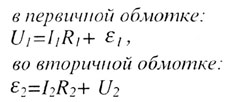 в первичной обмотке:
U₁=I₁R₁+ ε₁ ,
во вторичной обмотке:
ε₂=I₂R₂+ U₂